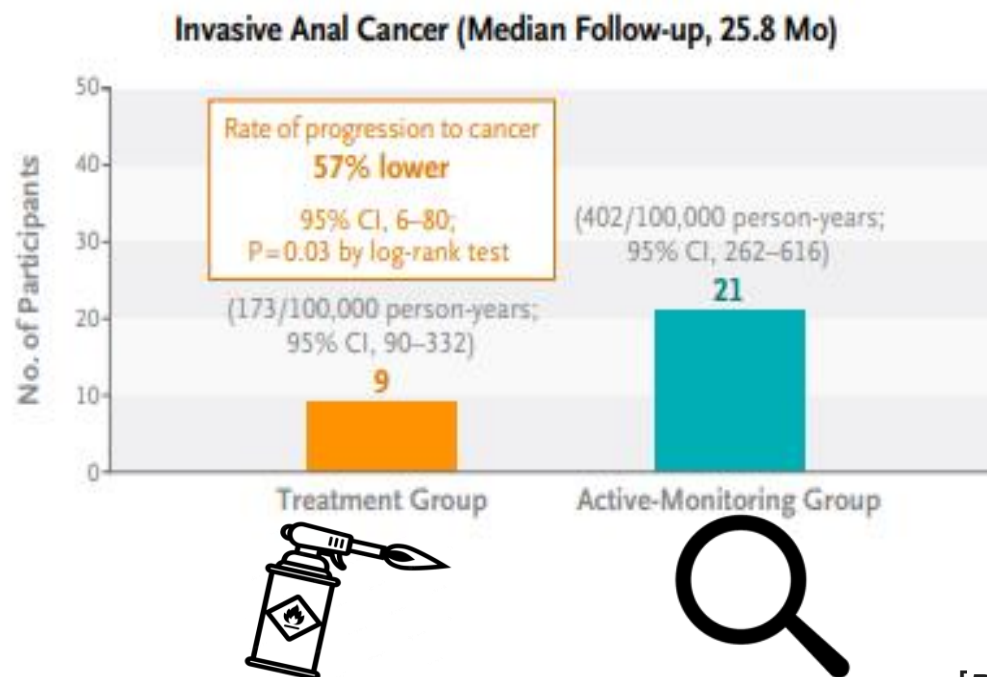 Invasive Anal Cancer (Median Follow-up, 25.8 Mo)
No. of Participants
50
40
30
20
10
0
Rate of progression to cancer
57% lower
95% CI, 6–80;
P=0.03 by log-rank test
(173/100,000 person-years;
95% CI, 90–332)
9
(402/100,000 person-years;
95% CI, 262–616)
21
Treatment Group
Active-Monitoring Group